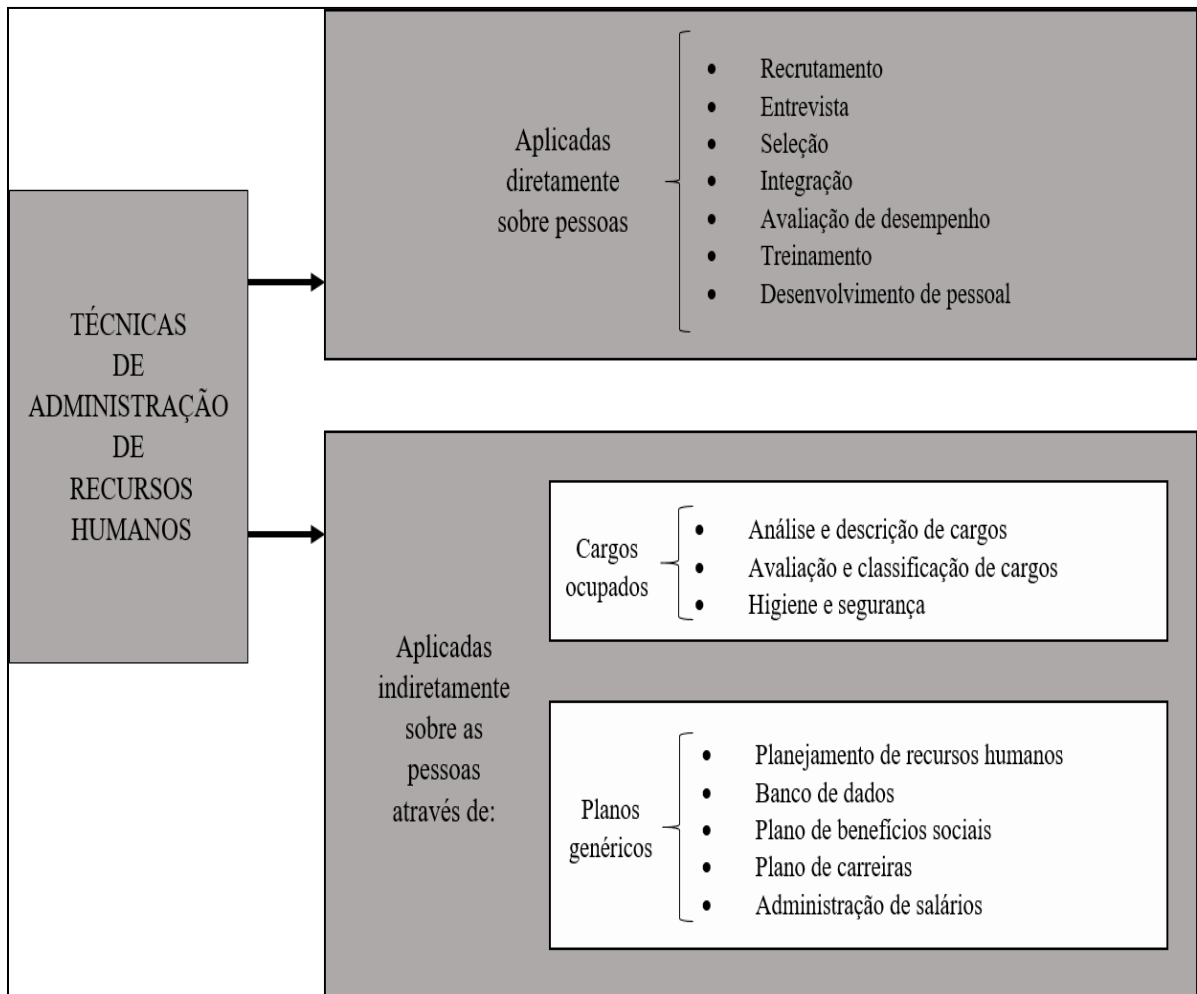 TÉCNICAS
DE
ADMINISTRAÇÃO
DE
RECURSOS
HUMANOS
Aplicadas
diretamente
sobre pessoas
• Recrutamento
• Entrevista
• Seleção
• Integração
• Avaliação de desempenho
• Treinamento
• Desenvolvimento de pessoal
Aplicadas
indiretamente
sobre as
pessoas
através de:
Cargos
ocupados
• Análise e descrição de cargos
• Avaliação e classificação de cargos
• Higiene e segurança
Planos
genéricos
• Planejamento de recursos humanos
• Banco de dados
• Plano de benefícios sociais
• Plano de carreiras
• Administração de salários